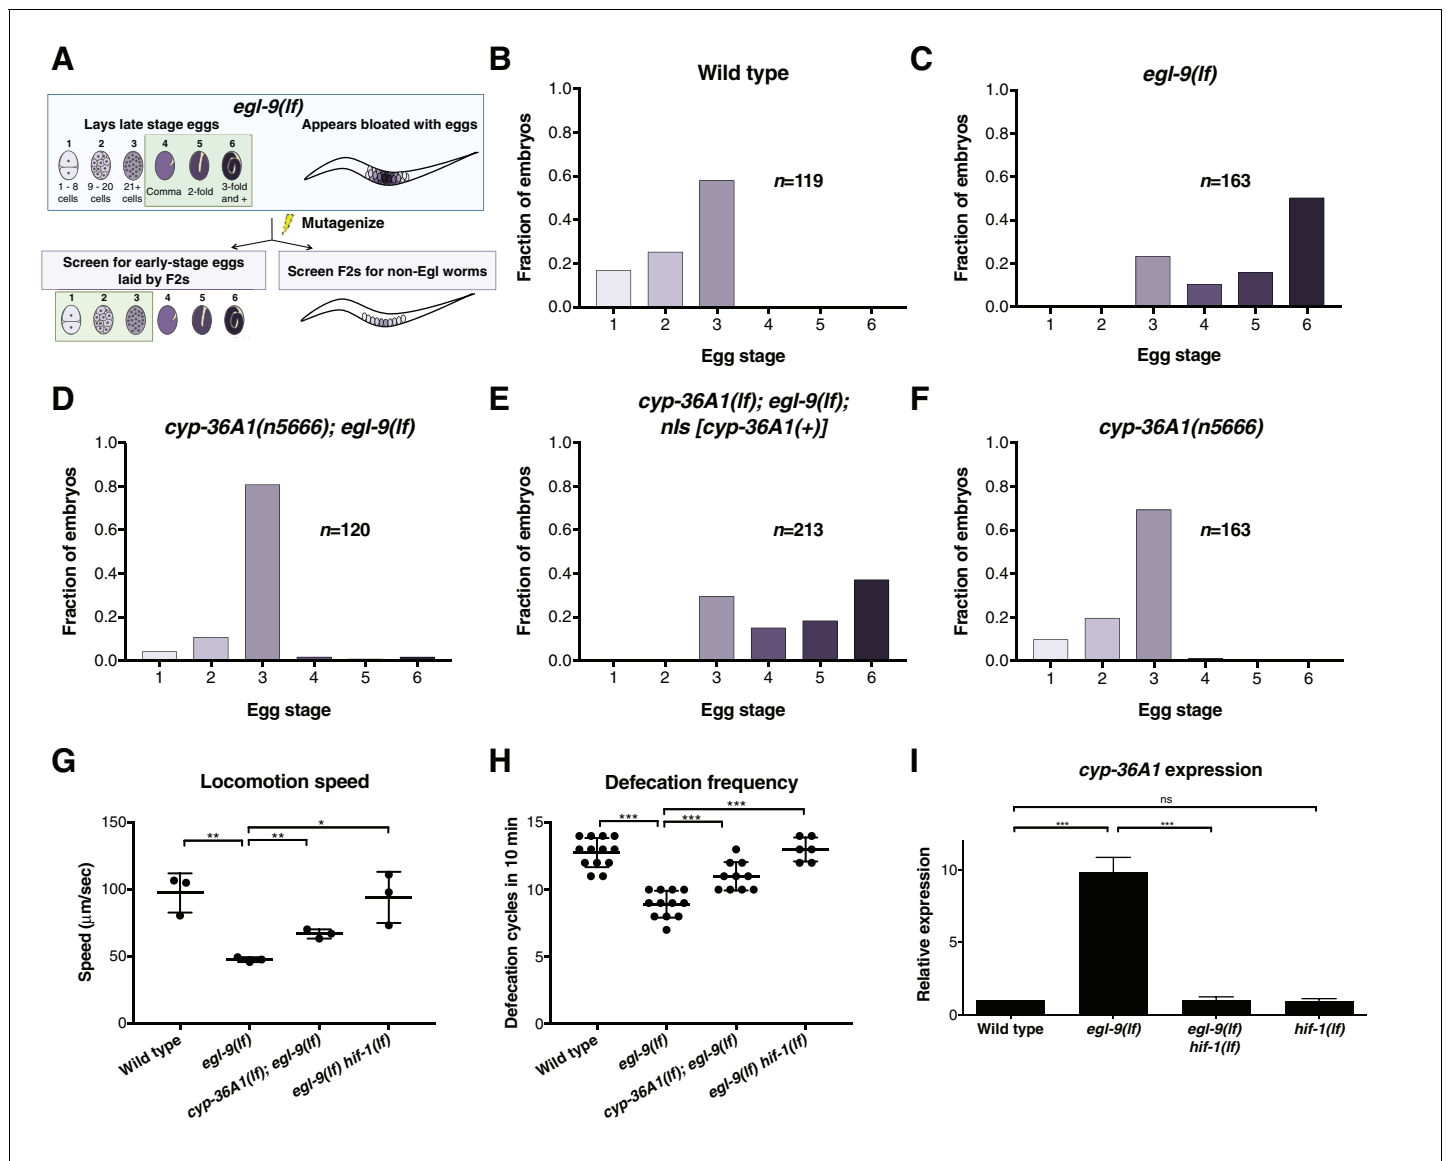 A
egl-9(lf)
Lays late stage eggs
Appears bloated with eggs
1 2 3 4 5 6
1 - 8 cells
9 - 20 cells
21+ cells
Comma
2-fold
3-fold and +
Mutagenize
Screen for early-stage eggs
laid by F2s
Screen F2s for non-Egl worms
1 2 3 4 5 6
B
Wild type
Fraction of embryos
1.0
0.8
0.6
0.4
0.2
0.0
n=119
1 2 3 4 5 6
Egg stage
C
egl-9(lf)
Fraction of embryos
1.0
0.8
0.6
0.4
0.2
0.0
n=163
1 2 3 4 5 6
Egg stage
D
cyp-36A1(n5666); egl-9(lf)
Fraction of embryos
1.0
0.8
0.6
0.4
0.2
0.0
n=120
1 2 3 4 5 6
Egg stage
E
cyp-36A1(lf); egl-9(lf);
nIs [cyp-36A1(+)]
Fraction of embryos
1.0
0.8
0.6
0.4
0.2
0.0
n=213
1 2 3 4 5 6
Egg stage
F
cyp-36A1(n5666)
Fraction of embryos
1.0
0.8
0.6
0.4
0.2
0.0
n=163
1 2 3 4 5 6
Egg stage
G
Locomotion speed
Speed (µm/sec)
150
100
50
0
*
** **
Wild type
egl-9(lf)
cyp-36A1(lf); egl-9(lf)
egl-9(lf) hif-1(lf)
H
Defecation frequency
Defecation cycles in 10 min
15
10
5
0
***
*** ***
Wild type
egl-9(lf)
cyp-36A1(lf); egl-9(lf)
egl-9(lf) hif-1(lf)
I
cyp-36A1 expression
Relative expression
10
5
0
ns
*** ***
Wild type
egl-9(lf)
egl-9(lf)
hif-1(lf)
hif-1(lf)